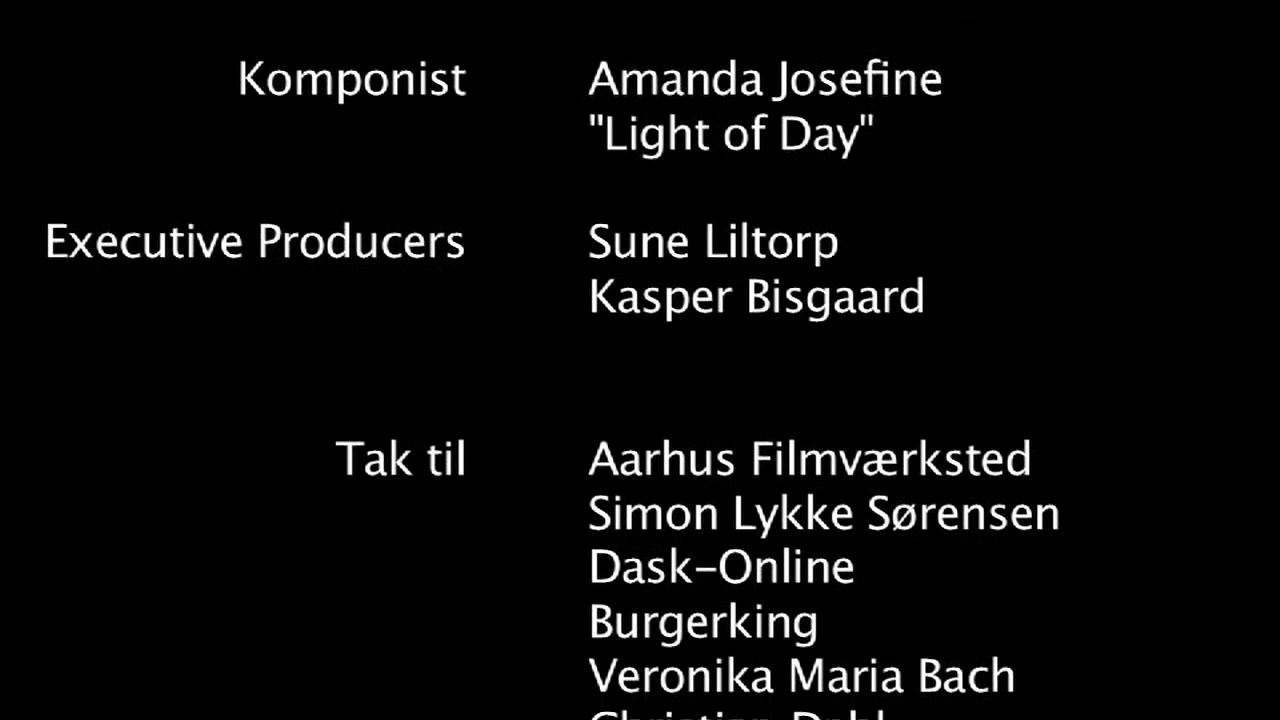 Komponist Amanda Josefine
"Light of Day"
Executive Producers Sune Liltorp
Kasper Bisgaard
Tak til Aarhus Filmværksted
Simon Lykke Sørensen
Dask-Online
Burgerking
Veronika Maria Bach